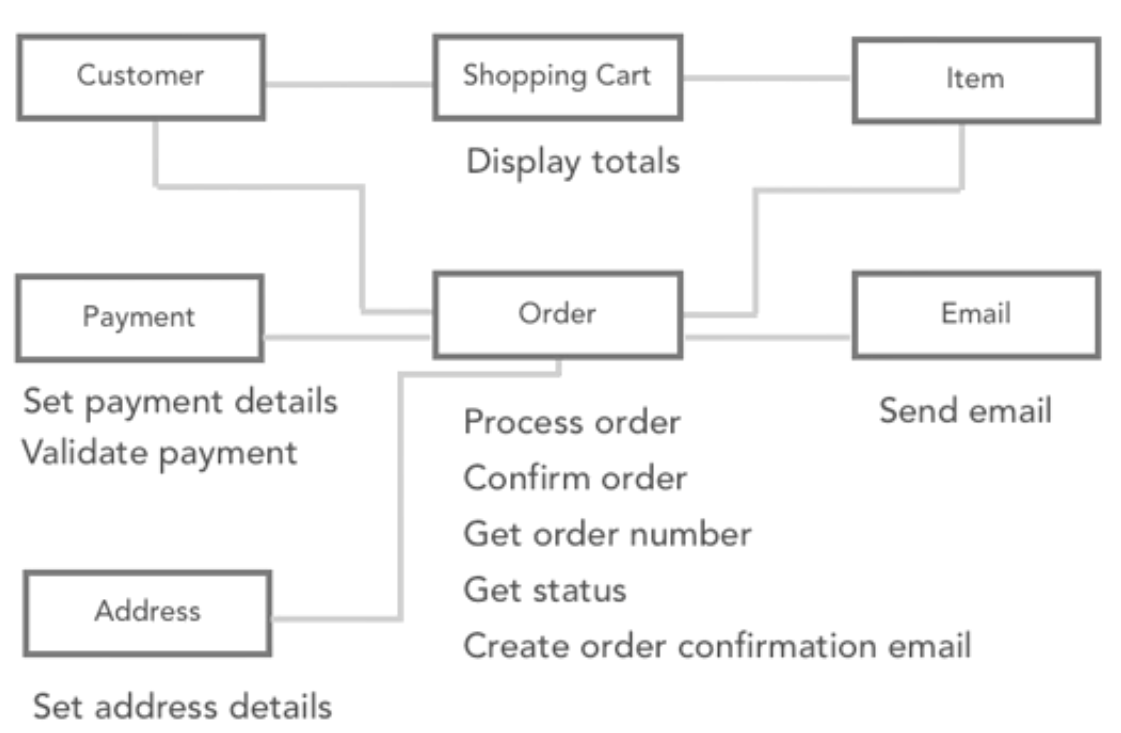 Customer
Shopping Cart
Item
Display totals
Payment
Order
Email
Set payment details
Validate payment
Process order
Confirm order
Get order number
Get status
Create order confirmation email
Send email
Address
Set address details